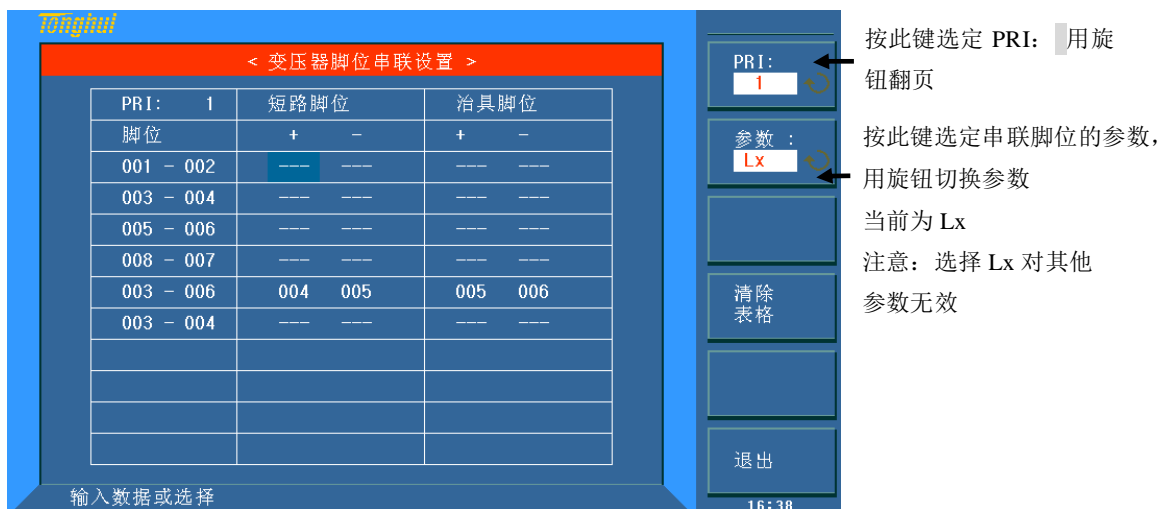 Tonghui
< 变压器脚位串联设置 >
PRI: 1 短路脚位 治具脚位
脚位 + - + -
001 - 002 --- --- --- ---
003 - 004 --- --- --- ---
005 - 006 --- --- --- ---
008 - 007 --- --- --- ---
003 - 006 004 005 005 006
003 - 004 --- --- --- ---
输入数据或选择
PRI:
1
参数 :
Lx
清除
表格
退出
16:38
按此键选定 PRI： 用旋
钮翻页
按此键选定串联脚位的参数，
用旋钮切换参数
当前为 Lx
注意：选择 Lx 对其他
参数无效